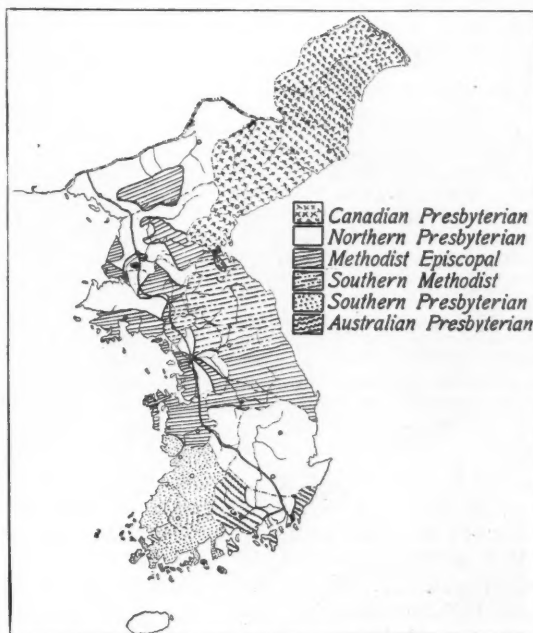 Canadian Presbyterian
Northern Presbyterian
Methodist Episcopal
Southern Methodist
Southern Presbyterian
Australian Presbyterian